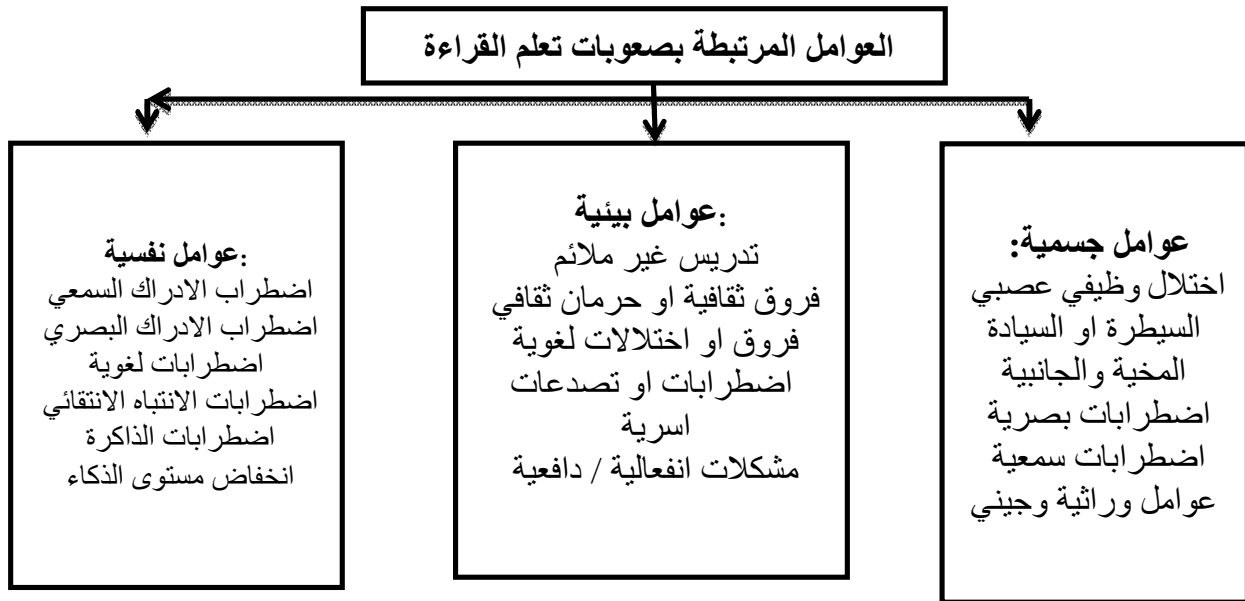 العوامل المرتبطة بصعوبات تعلم القراءة
عوامل جسمية:
اختلال وظيفي عصبي
السيطرة او السيادة
المخية والجانبية
اضطرابات بصرية
اضطرابات سمعية
عوامل وراثية وجيني
:عوامل بيئية
تدريس غير ملائم
فروق ثقافية او حرمان ثقافي
فروق او اختلالات لغوية
اضطرابات او تصدعات
اسرية
مشكلات انفعالية / دافعية
:عوامل نفسية
اضطراب الادراك السمعي
اضطراب الادراك البصري
اضطرابات لغوية
اضطرابات الانتباه الانتقائي
اضطرابات الذاكرة
انخفاض مستوى الذكاء